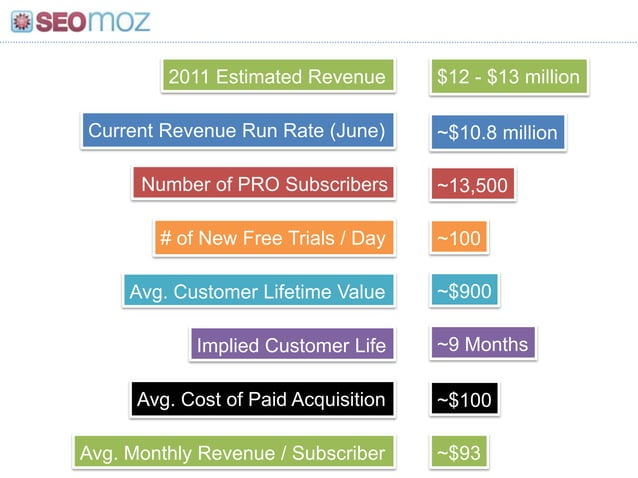 SEOmoz
2011 Estimated Revenue $12 - $13 million
Current Revenue Run Rate (June) ~$10.8 million
Number of PRO Subscribers ~13,500
# of New Free Trials / Day ~100
Avg. Customer Lifetime Value ~$900
Implied Customer Life ~9 Months
Avg. Cost of Paid Acquisition ~$100
Avg. Monthly Revenue / Subscriber ~$93